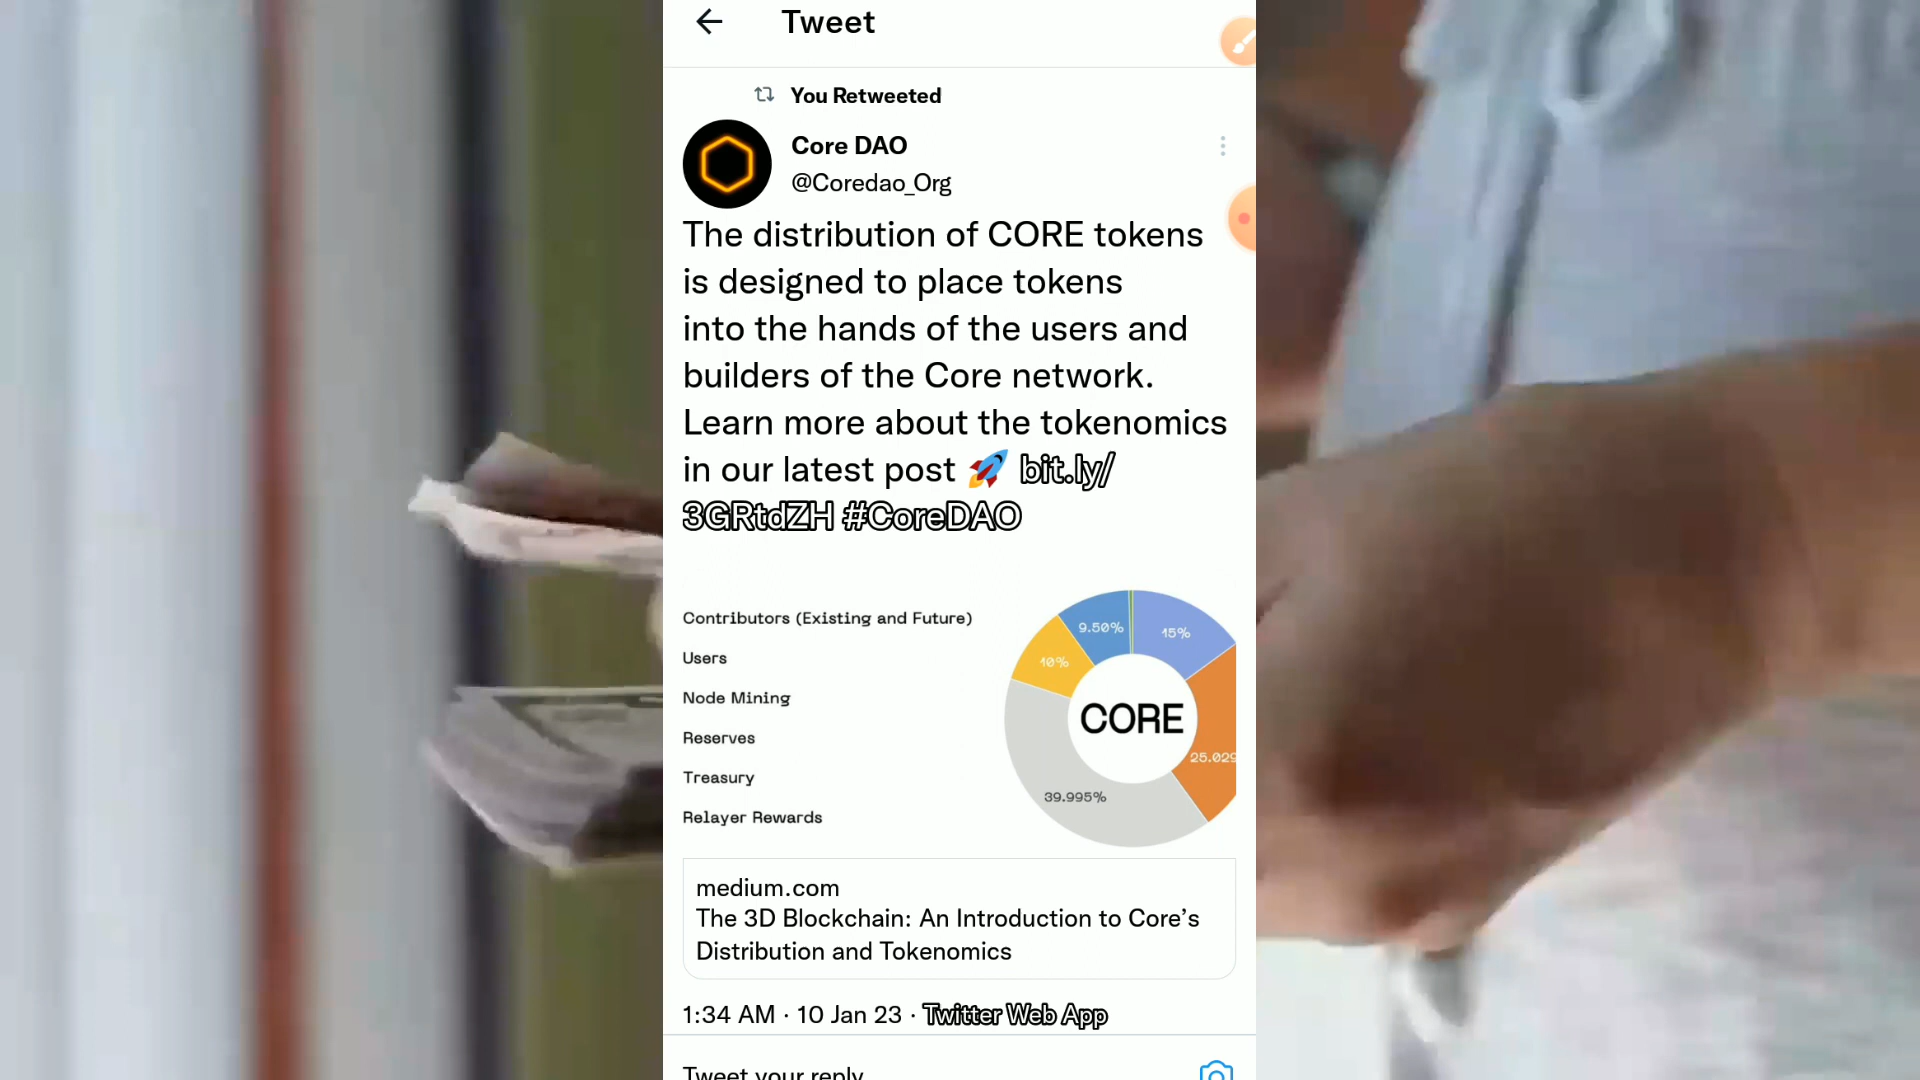 Tweet
You Retweeted
Core DAO
@Coredao_Org
The distribution of CORE tokens
is designed to place tokens
into the hands of the users and
builders of the Core network.
Learn more about the tokenomics
in our latest post 🚀 bit.ly/
3GRtdZH #CoreDAO
Contributors (Existing and Future)
Users
Node Mining
Reserves
Treasury
Relayer Rewards
9.50%
15%
10%
CORE
25.029
39.995%
medium.com
The 3D Blockchain: An Introduction to Core’s
Distribution and Tokenomics
1:34 AM · 10 Jan 23 · Twitter Web App
Tweet your reply